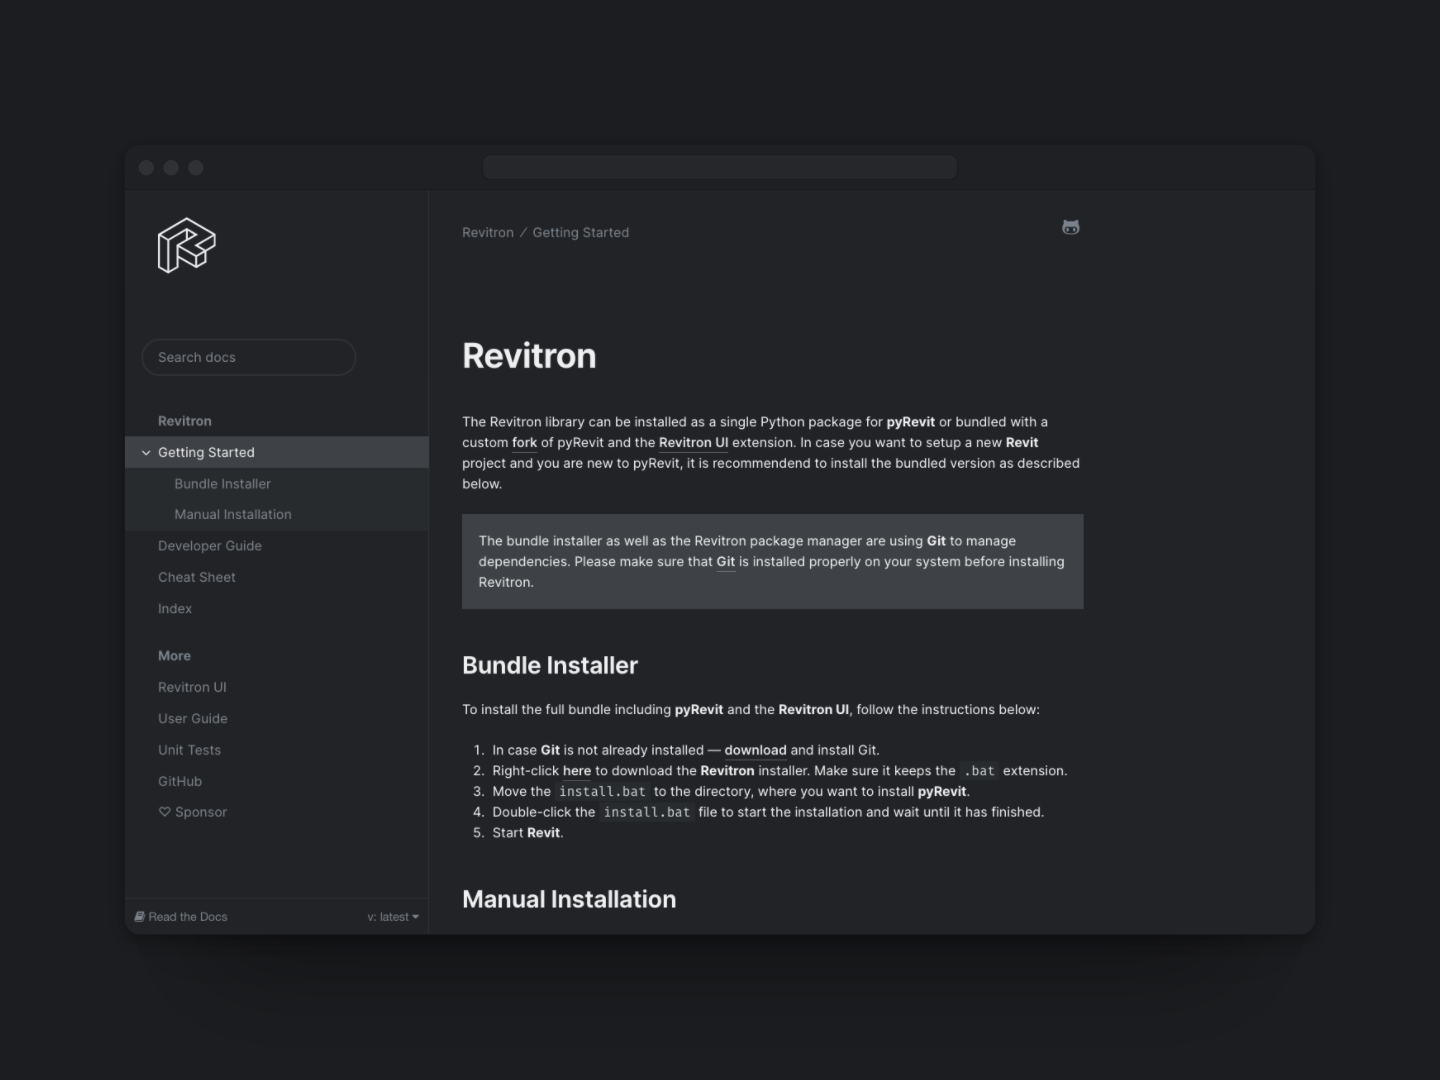 Revitron / Getting Started
Search docs
Revitron
Getting Started
Bundle Installer
Manual Installation
Developer Guide
Cheat Sheet
Index
More
Revitron UI
User Guide
Unit Tests
GitHub
♡ Sponsor
Read the Docs
v: latest
Revitron
The Revitron library can be installed as a single Python package for pyRevit or bundled with a
custom fork of pyRevit and the Revitron UI extension. In case you want to setup a new Revit
project and you are new to pyRevit, it is recommendend to install the bundled version as described
below.
The bundle installer as well as the Revitron package manager are using Git to manage
dependencies. Please make sure that Git is installed properly on your system before installing
Revitron.
Bundle Installer
To install the full bundle including pyRevit and the Revitron UI, follow the instructions below:
1. In case Git is not already installed — download and install Git.
2. Right-click here to download the Revitron installer. Make sure it keeps the .bat extension.
3. Move the install.bat to the directory, where you want to install pyRevit.
4. Double-click the install.bat file to start the installation and wait until it has finished.
5. Start Revit.
Manual Installation